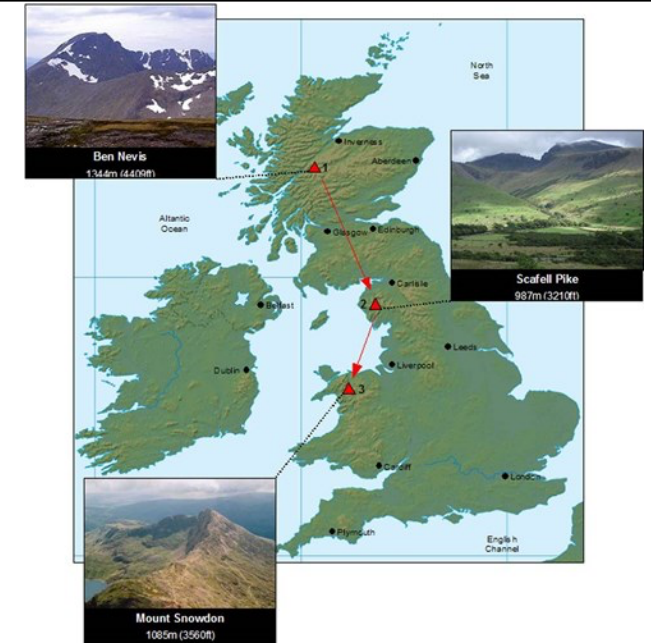 North
Sea
Ben Nevis
1344m (4409ft)
Inverness
Aberdeen
1
Altantic
Ocean
Glasgow
Edinburgh
Scafell Pike
987m (3210ft)
Carlisle
2
Belfast
Leeds
Dublin
Liverpool
3
Cardiff
London
Plymouth
English
Channel
Mount Snowdon
1085m (3560ft)